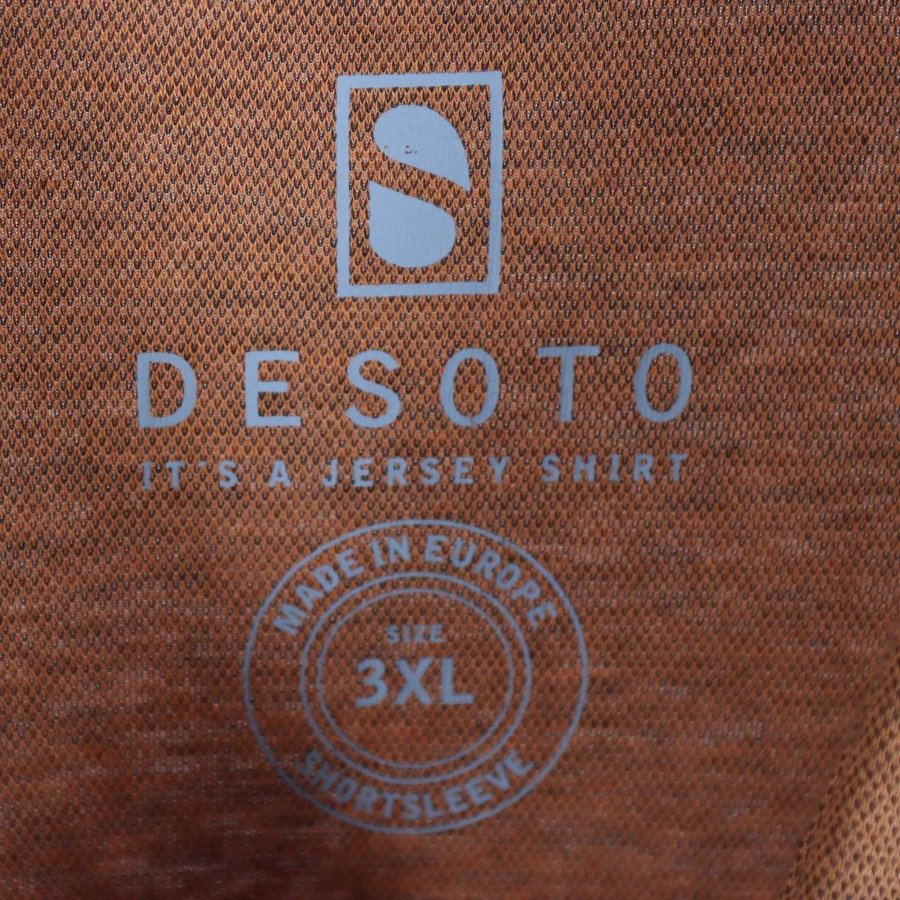 DESOTO
IT'S A JERSEY SHIRT
MADE IN EUROPE
SIZE
3XL
SHORTSLEEVE